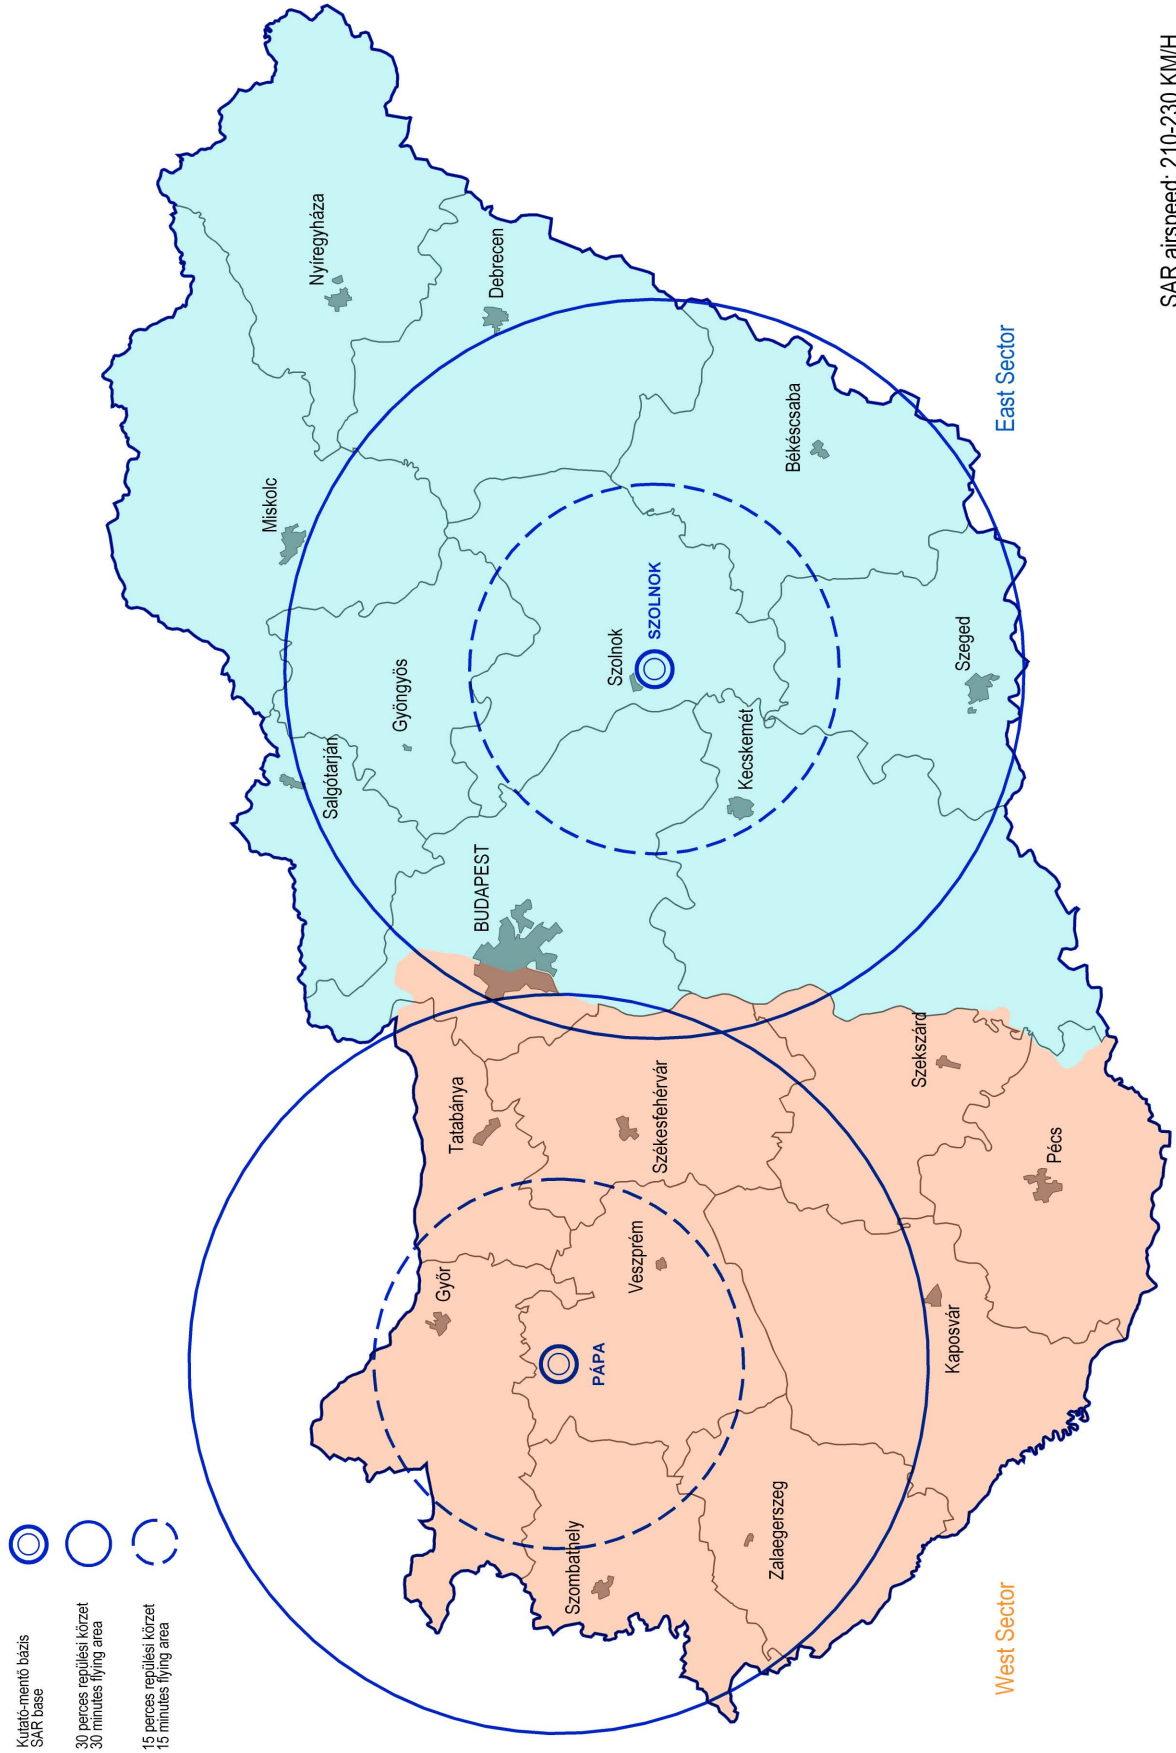 Kutató-mentő bázis
SAR base
30 perces repülési körzet
30 minutes flying area
15 perces repülési körzet
15 minutes flying area
Nyíregyháza
Miskolc
Debrecen
Salgótarján
Gyöngyös
BUDAPEST
Szolnok
SZOLNOK
Békéscsaba
Kecskemét
Szeged
East Sector
Tatabánya
Győr
Székesfehérvár
Veszprém
PÁPA
Szombathely
Zalaegerszeg
Szekszárd
Kaposvár
Pécs
West Sector
SAR airspeed: 210-230 KM/H